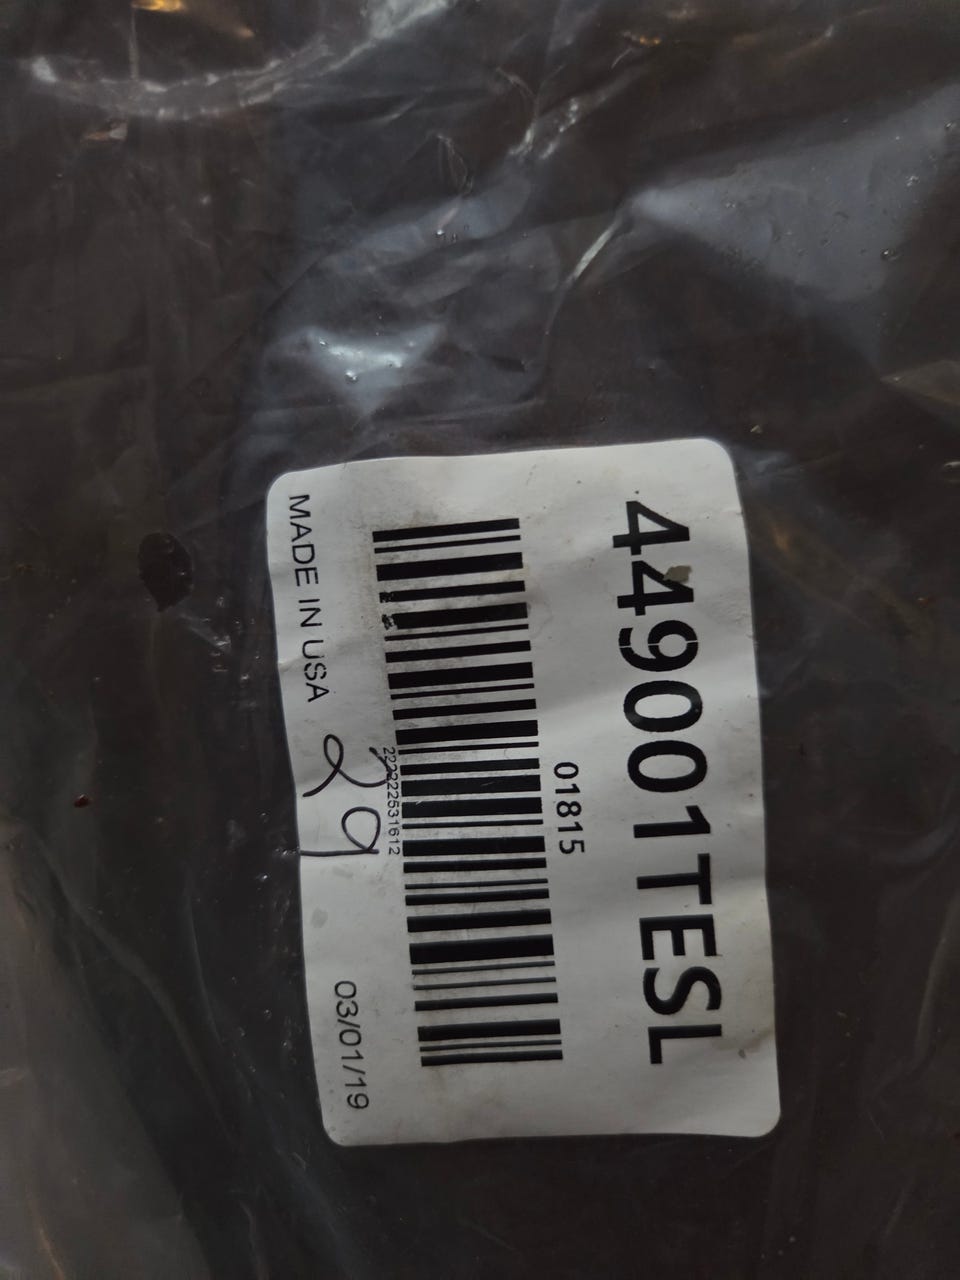 449001TESL
01815
222222531612
29
MADE IN USA
03/01/19